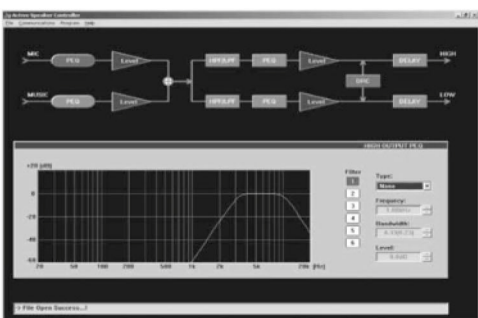 Active Speaker Controller
File Communications Program Help
MIC PEQ Level HPF/LPF PEQ Level DELAY HIGH
MUSIC PEQ Level HPF/LPF PEQ Level DELAY LOW
HIGH OUTPUT PEQ
+20 [dB]
0
-20
-40
-60
20 50 100 200 500 1k 2k 5k 20k [Hz]
Filter
1
2
3
4
5
6
Type:
None
Frequency:
Bandwidth:
Level:
0.0dB
> File Open Success...!